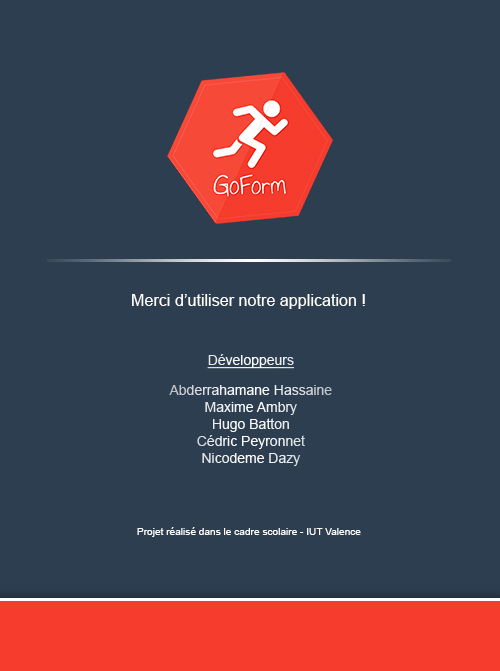 GoForm
Merci d’utiliser notre application !
Développeurs
Abderrahamane Hassaine
Maxime Ambry
Hugo Batton
Cédric Peyronnet
Nicodeme Dazy
Projet réalisé dans le cadre scolaire - IUT Valence